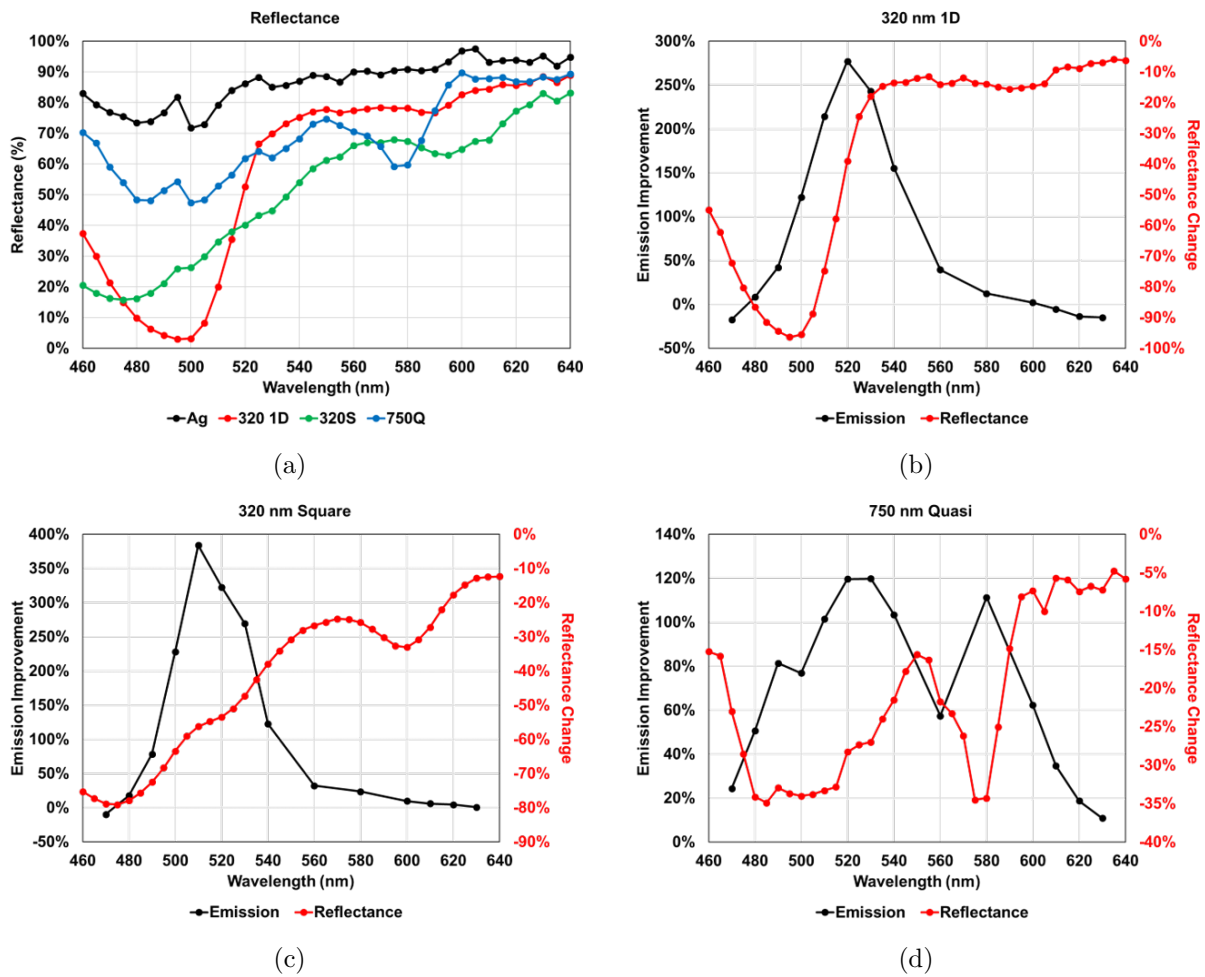 Reflectance
100%
90%
80%
70%
60%
50%
40%
30%
20%
10%
0%
Reflectance (%)
460 480 500 520 540 560 580 600 620 640
Wavelength (nm)
Ag 320 1D 320S 750Q
(a)
320 nm 1D
300%
250%
200%
150%
100%
50%
0%
-50%
Emission Improvement
0%
-10%
-20%
-30%
-40%
-50%
-60%
-70%
-80%
-90%
-100%
Reflectance Change
460 480 500 520 540 560 580 600 620 640
Wavelength (nm)
Emission Reflectance
(b)
320 nm Square
400%
350%
300%
250%
200%
150%
100%
50%
0%
-50%
Emission Improvement
0%
-10%
-20%
-30%
-40%
-50%
-60%
-70%
-80%
-90%
Reflectance Change
460 480 500 520 540 560 580 600 620 640
Wavelength (nm)
Emission Reflectance
(c)
750 nm Quasi
140%
120%
100%
80%
60%
40%
20%
0%
Emission Improvement
0%
-5%
-10%
-15%
-20%
-25%
-30%
-35%
-40%
Reflectance Change
460 480 500 520 540 560 580 600 620 640
Wavelength (nm)
Emission Reflectance
(d)